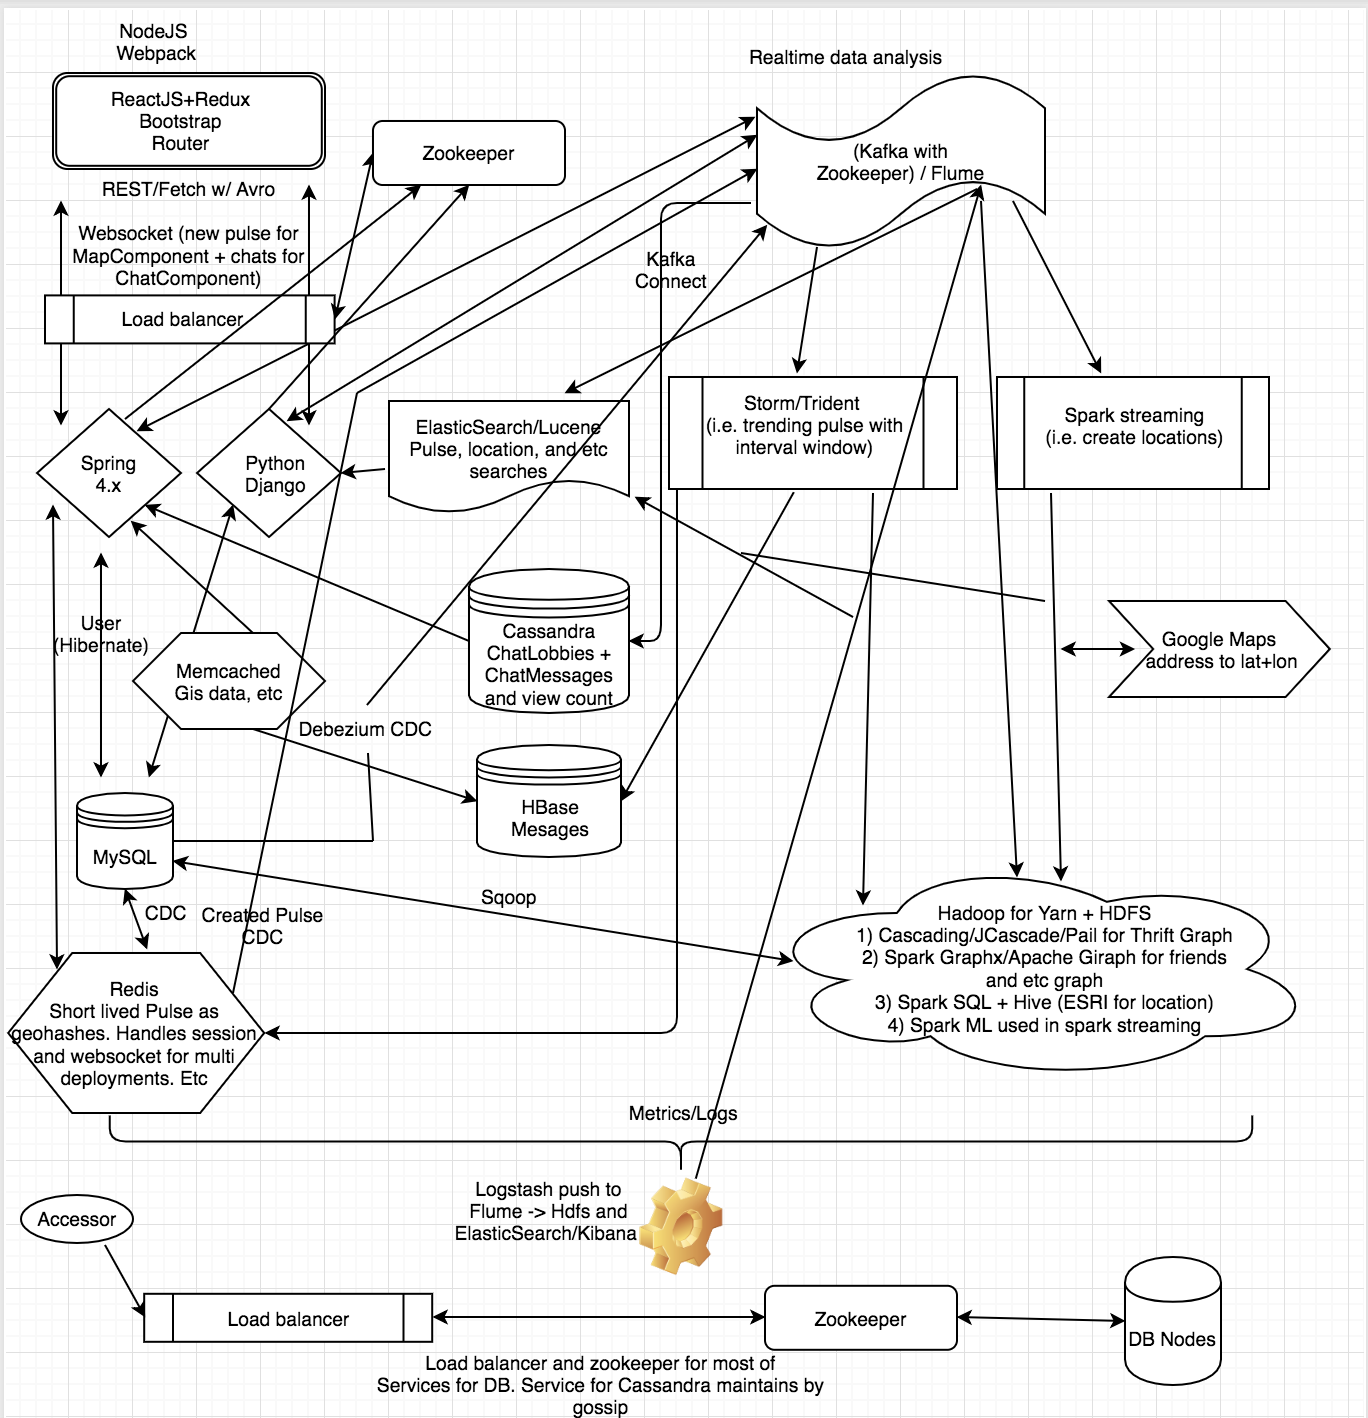 NodeJS
Webpack
ReactJS+Redux
Bootstrap
Router
Zookeeper
Realtime data analysis
(Kafka with
Zookeeper) / Flume
REST/Fetch w/ Avro
Websocket (new pulse for
MapComponent + chats for
ChatComponent)
Load balancer
Kafka
Connect
Spring
4.x
Python
Django
ElasticSearch/Lucene
Pulse, location, and etc
searches
Storm/Trident
(i.e. trending pulse with
interval window)
Spark streaming
(i.e. create locations)
User
(Hibernate)
Memcached
Gis data, etc
Cassandra
ChatLobbies +
ChatMessages
and view count
Google Maps
address to lat+lon
Debezium CDC
HBase
Mesages
MySQL
Sqoop
CDC
Created Pulse
CDC
Hadoop for Yarn + HDFS
1) Cascading/JCascade/Pail for Thrift Graph
2) Spark Graphx/Apache Giraph for friends
and etc graph
3) Spark SQL + Hive (ESRI for location)
4) Spark ML used in spark streaming
Redis
Short lived Pulse as
geohashes. Handles session
and websocket for multi
deployments. Etc
Metrics/Logs
Logstash push to
Flume -> Hdfs and
ElasticSearch/Kibana
Accessor
Load balancer
Zookeeper
DB Nodes
Load balancer and zookeeper for most of
Services for DB. Service for Cassandra maintains by
gossip